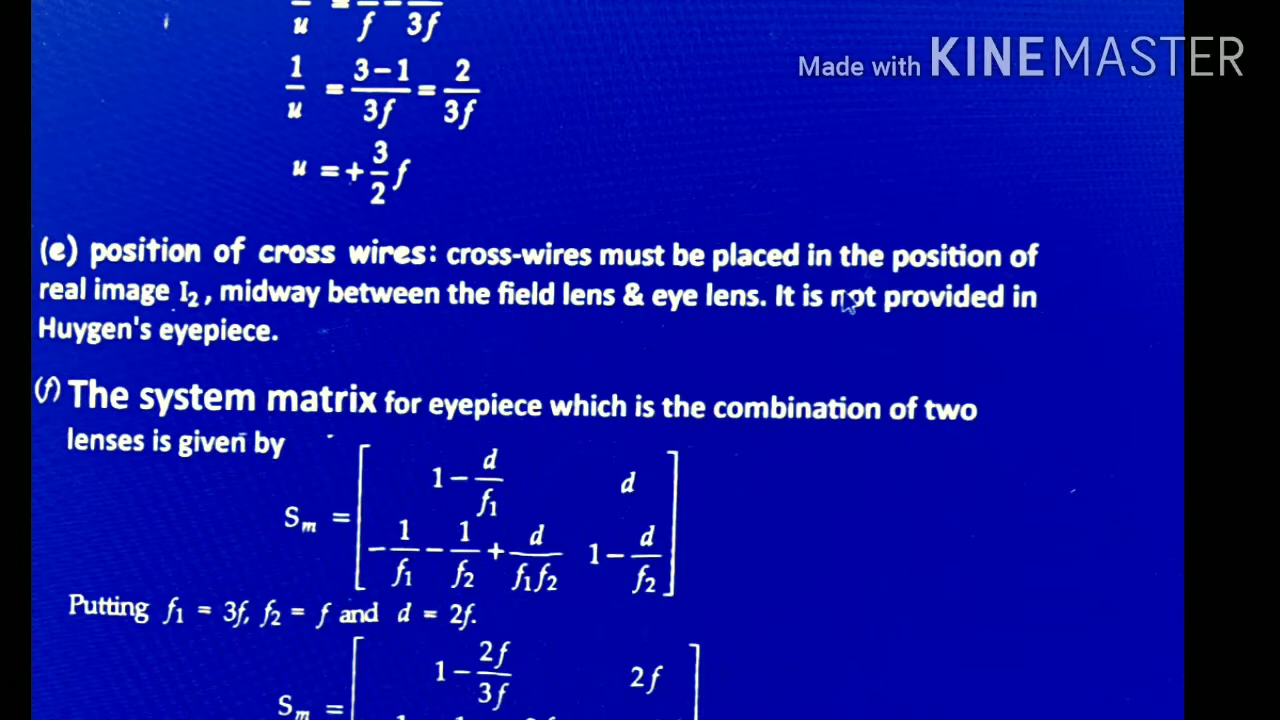 Made with KINEMASTER
u = f 3f
1/u = 3-1/3f = 2/3f
u = + 3/2 f
(e) position of cross wires: cross-wires must be placed in the position of
real image I₂, midway between the field lens & eye lens. It is not provided in
Huygen's eyepiece.
(f) The system matrix for eyepiece which is the combination of two
lenses is given by
1 - d/f₁ d
Sₘ =
- 1/f₁ - 1/f₂ + d/f₁f₂ 1 - d/f₂
Putting f₁ = 3f, f₂ = f and d = 2f.
1 - 2f/3f 2f
Sₘ =